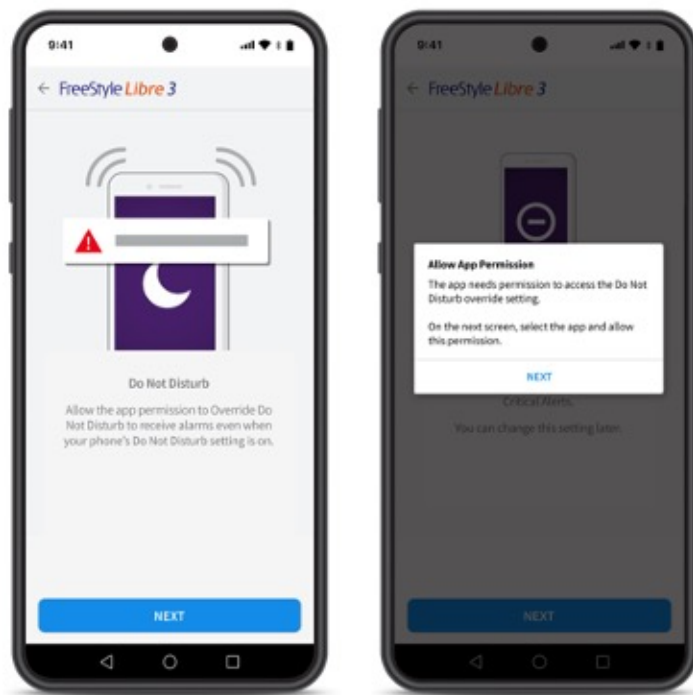 9:41
FreeStyle Libre 3
Do Not Disturb
Allow the app permission to Override Do
Not Disturb to receive alarms even when
your phone's Do Not Disturb setting is on.
NEXT
9:41
FreeStyle Libre 3
Allow App Permission
The app needs permission to access the Do Not
Disturb override setting.
On the next screen, select the app and allow
this permission.
NEXT
Critical Alerts.
You can change this setting later.
NEXT